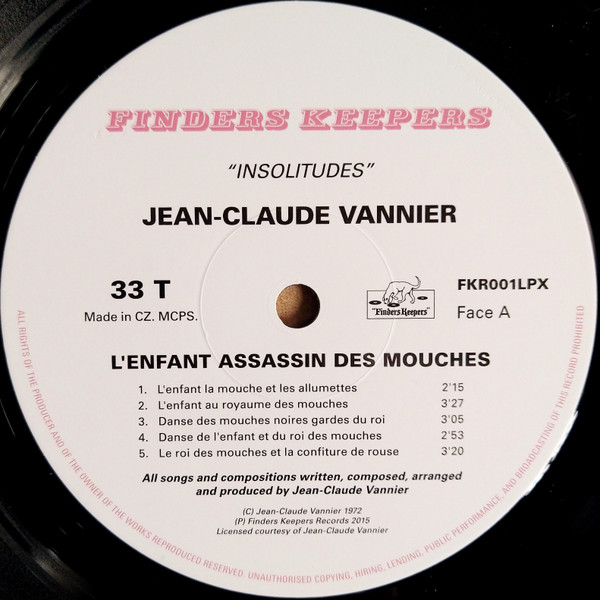 FINDERS KEEPERS
"INSOLITUDES"
JEAN-CLAUDE VANNIER
33 T
Made in CZ. MCPS.
"Finders Keepers"
FKR001LPX
Face A
L'ENFANT ASSASSIN DES MOUCHES
1. L'enfant la mouche et les allumettes 2'15
2. L'enfant au royaume des mouches 3'27
3. Danse des mouches noires gardes du roi 3'05
4. Danse de l'enfant et du roi des mouches 2'53
5. Le roi des mouches et la confiture de rouse 3'20
All songs and compositions written, composed, arranged
and produced by Jean-Claude Vannier
(C) Jean-Claude Vannier 1972
(P) Finders Keepers Records 2015
Licensed courtesy of Jean-Claude Vannier
ALL RIGHTS OF THE PRODUCER AND OF THE OWNER OF THE WORKS REPRODUCED RESERVED. UNAUTHORISED COPYING, HIRING, LENDING, PUBLIC PERFORMANCE, AND BROADCASTING OF THIS RECORD PROHIBITED